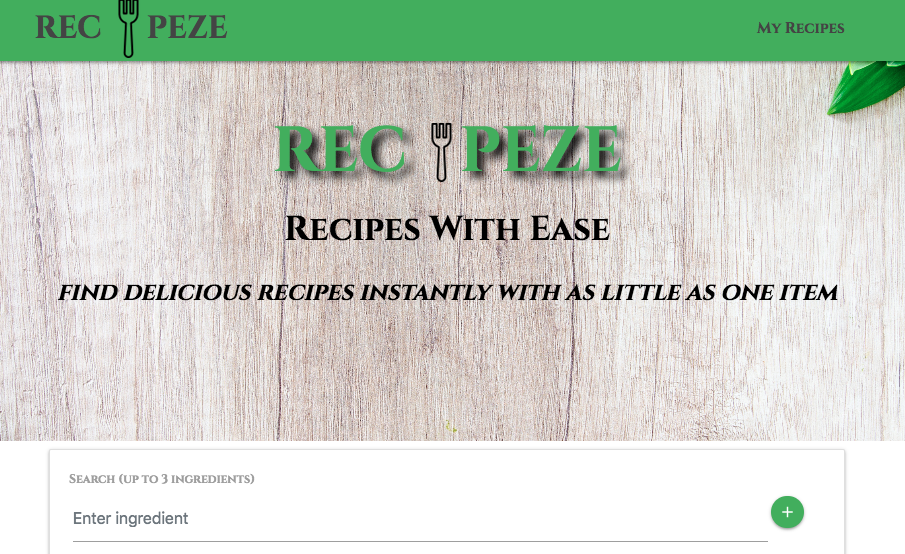 REC PEZE
My Recipes
REC PEZE
Recipes With Ease
find delicious recipes instantly with as little as one item
Search (up to 3 ingredients)
Enter ingredient
+